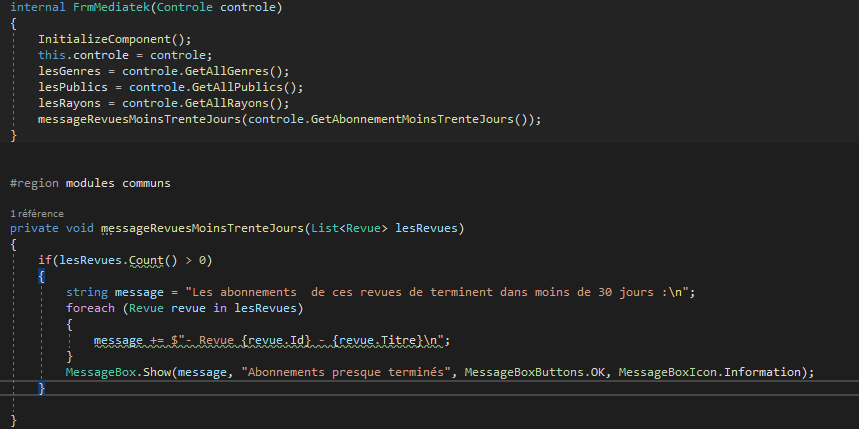 internal FrmMediatek(Controle controle)
{
InitializeComponent();
this.controle = controle;
lesGenres = controle.GetAllGenres();
lesPublics = controle.GetAllPublics();
lesRayons = controle.GetAllRayons();
messageRevuesMoinsTrenteJours(controle.GetAbonnementMoinsTrenteJours());
}
#region modules communs
1 référence
private void messageRevuesMoinsTrenteJours(List<Revue> lesRevues)
{
if(lesRevues.Count() > 0)
{
string message = "Les abonnements  de ces revues de terminent dans moins de 30 jours :\n";
foreach (Revue revue in lesRevues)
{
message += $"- Revue {revue.Id} - {revue.Titre}\n";
}
MessageBox.Show(message, "Abonnements presque terminés", MessageBoxButtons.OK, MessageBoxIcon.Information);
}
}